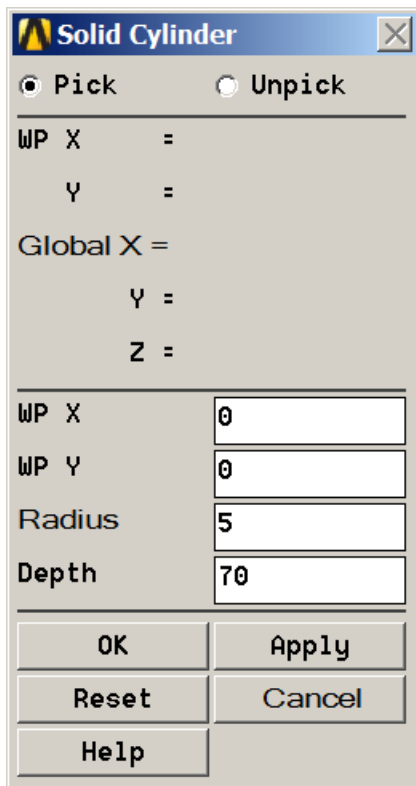 Solid Cylinder
Pick Unpick
WP X =
Y =
Global X =
Y =
Z =
WP X 0
WP Y 0
Radius 5
Depth 70
OK Apply
Reset Cancel
Help